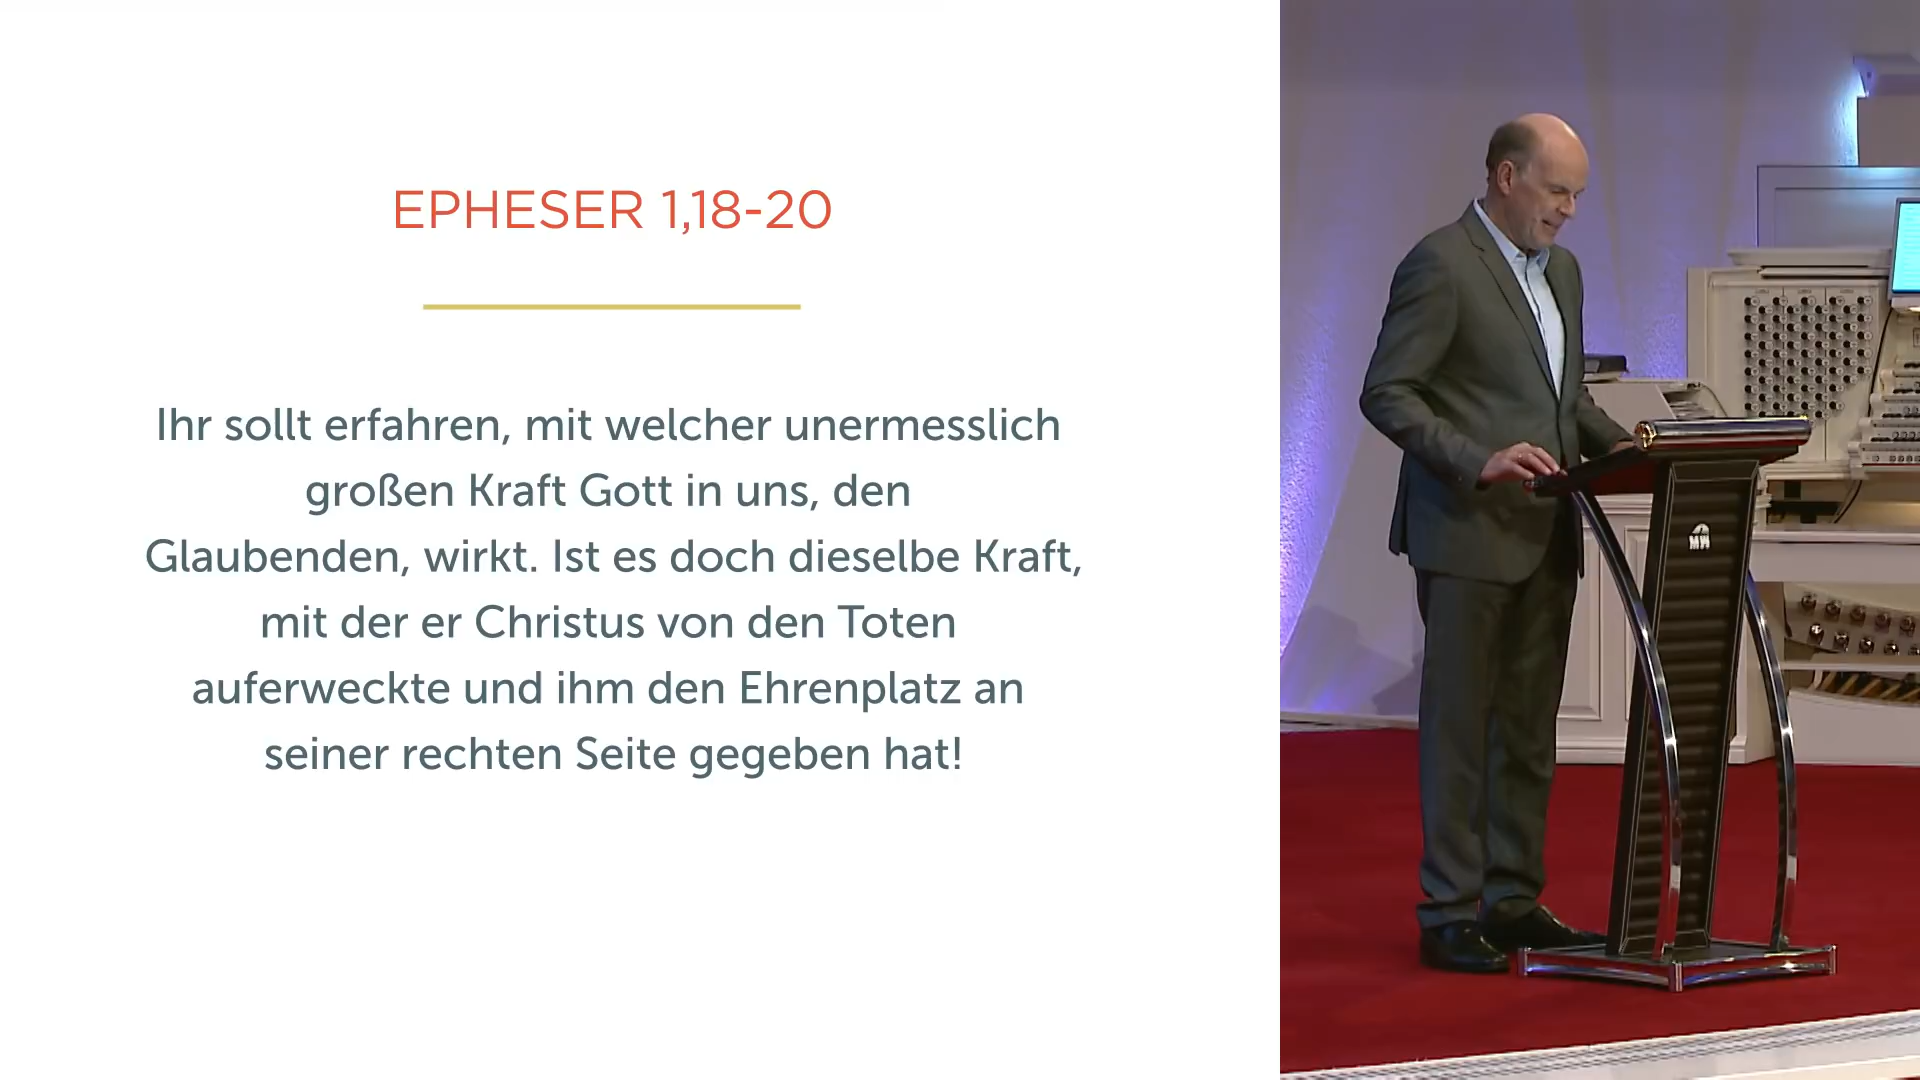 EPHESER 1,18-20
Ihr sollt erfahren, mit welcher unermesslich
großen Kraft Gott in uns, den
Glaubenden, wirkt. Ist es doch dieselbe Kraft,
mit der er Christus von den Toten
auferweckte und ihm den Ehrenplatz an
seiner rechten Seite gegeben hat!
MW